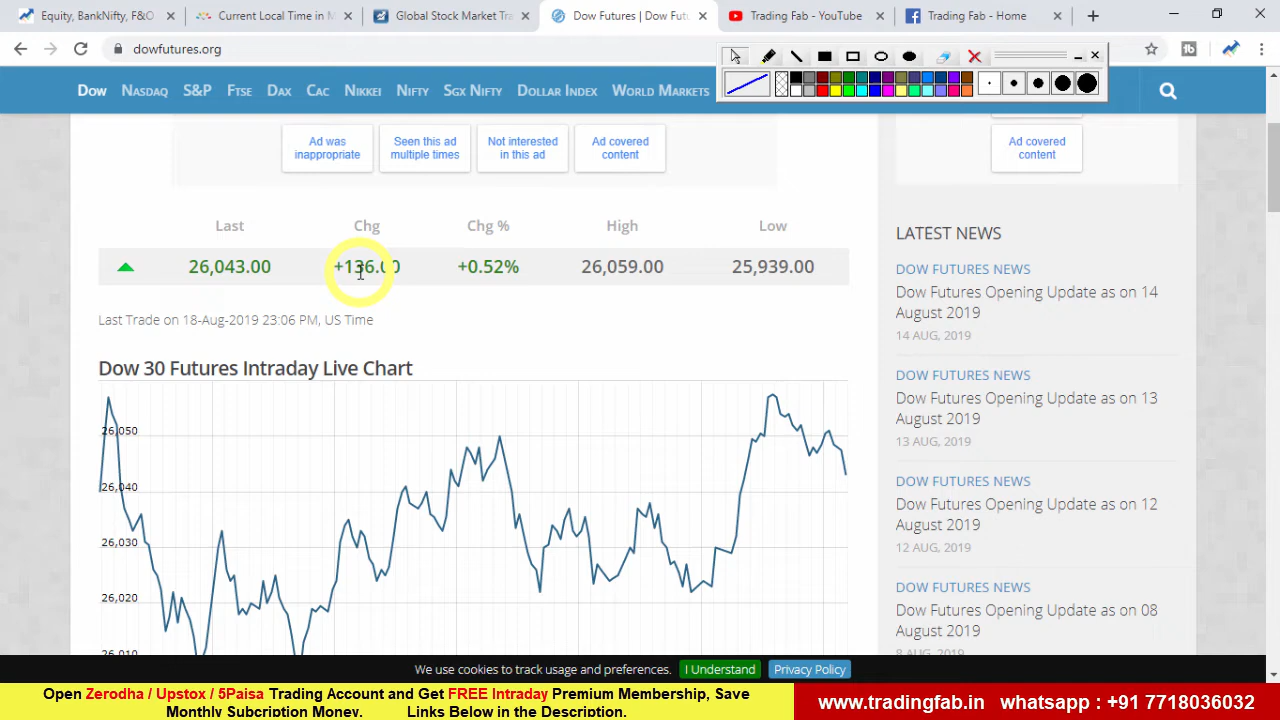 Equity, BankNifty, F&O
Current Local Time in M
Global Stock Market Tra
Dow Futures | Dow Futu
Trading Fab - YouTube
Trading Fab - Home
dowfutures.org
Dow
Nasdaq
S&P
Ftse
Dax
Cac
Nikkei
Nifty
Sgx Nifty
Dollar Index
World Markets
Ad was
inappropriate
Seen this ad
multiple times
Not interested
in this ad
Ad covered
content
Ad covered
content
Last Chg Chg % High Low
26,043.00 +136.00 +0.52% 26,059.00 25,939.00
Last Trade on 18-Aug-2019 23:06 PM, US Time
Dow 30 Futures Intraday Live Chart
26,050
26,040
26,030
26,020
26,010
LATEST NEWS
DOW FUTURES NEWS
Dow Futures Opening Update as on 14
August 2019
14 AUG, 2019
DOW FUTURES NEWS
Dow Futures Opening Update as on 13
August 2019
13 AUG, 2019
DOW FUTURES NEWS
Dow Futures Opening Update as on 12
August 2019
12 AUG, 2019
DOW FUTURES NEWS
Dow Futures Opening Update as on 08
August 2019
8 AUG, 2019
We use cookies to track usage and preferences. I Understand Privacy Policy
Open Zerodha / Upstox / 5Paisa Trading Account and Get FREE Intraday Premium Membership, Save
Monthly Subcription Money. Links Below in the Description.
www.tradingfab.in whatsapp : +91 7718036032